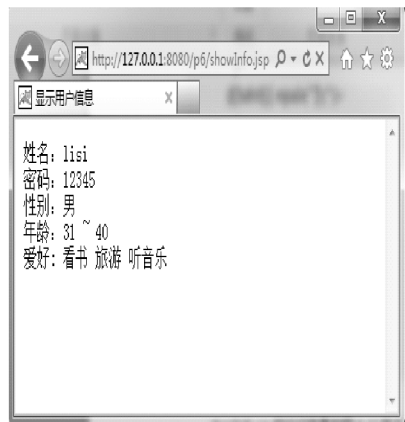 http://127.0.0.1:8080/p6/showInfo.jsp
显示用户信息
姓名: lisi
密码: 12345
性别: 男
年龄: 31 ~ 40
爱好: 看书 旅游 听音乐